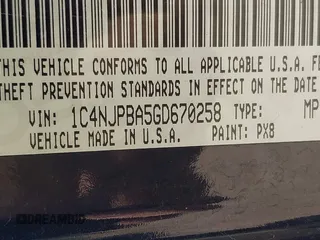 THIS VEHICLE CONFORMS TO ALL APPLICABLE U.S.A. FE
THEFT PREVENTION STANDARDS IN EFFECT ON THE DATE
VIN: 1C4NJPBA5GD670258 TYPE: MP
VEHICLE MADE IN U.S.A. PAINT: PX8
DREAMBID